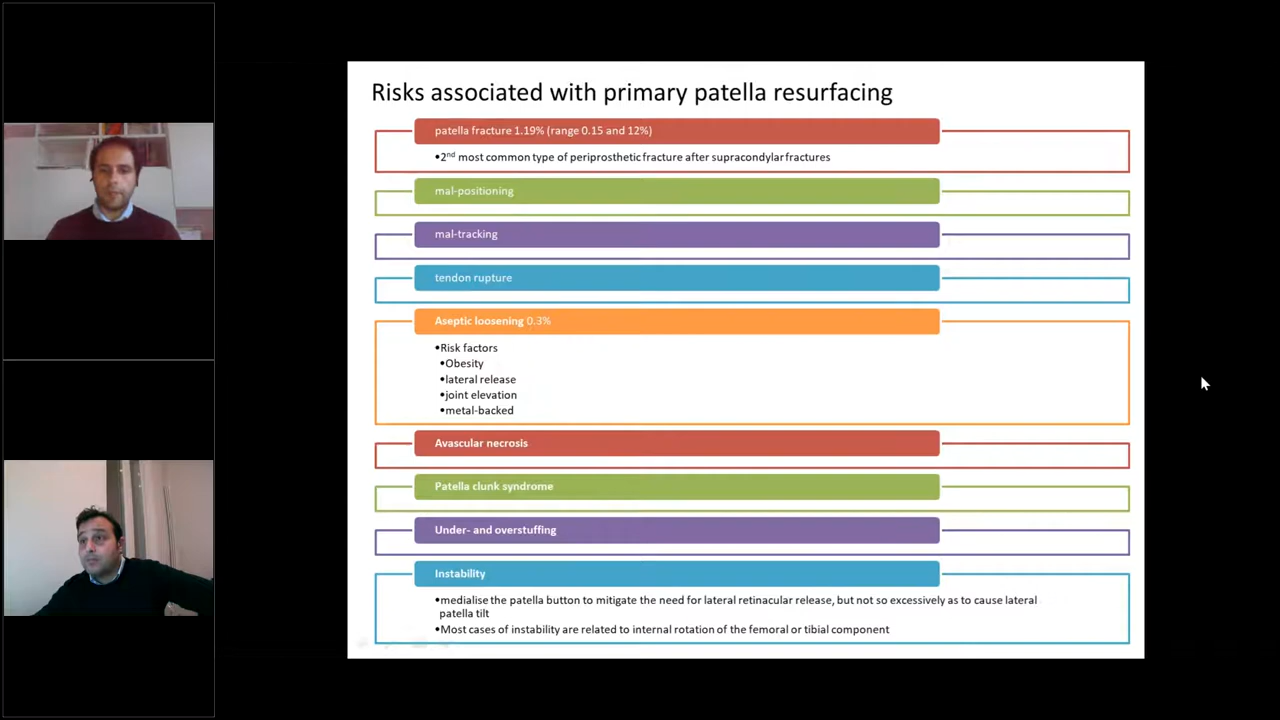 Risks associated with primary patella resurfacing
patella fracture 1.19% (range 0.15 and 12%)
•2nd most common type of periprosthetic fracture after supracondylar fractures
mal-positioning
mal-tracking
tendon rupture
Aseptic loosening 0.3%
•Risk factors
•Obesity
•lateral release
•joint elevation
•metal-backed
Avascular necrosis
Patella clunk syndrome
Under- and overstuffing
Instability
•medialise the patella button to mitigate the need for lateral retinacular release, but not so excessively as to cause lateral
patella tilt
•Most cases of instability are related to internal rotation of the femoral or tibial component